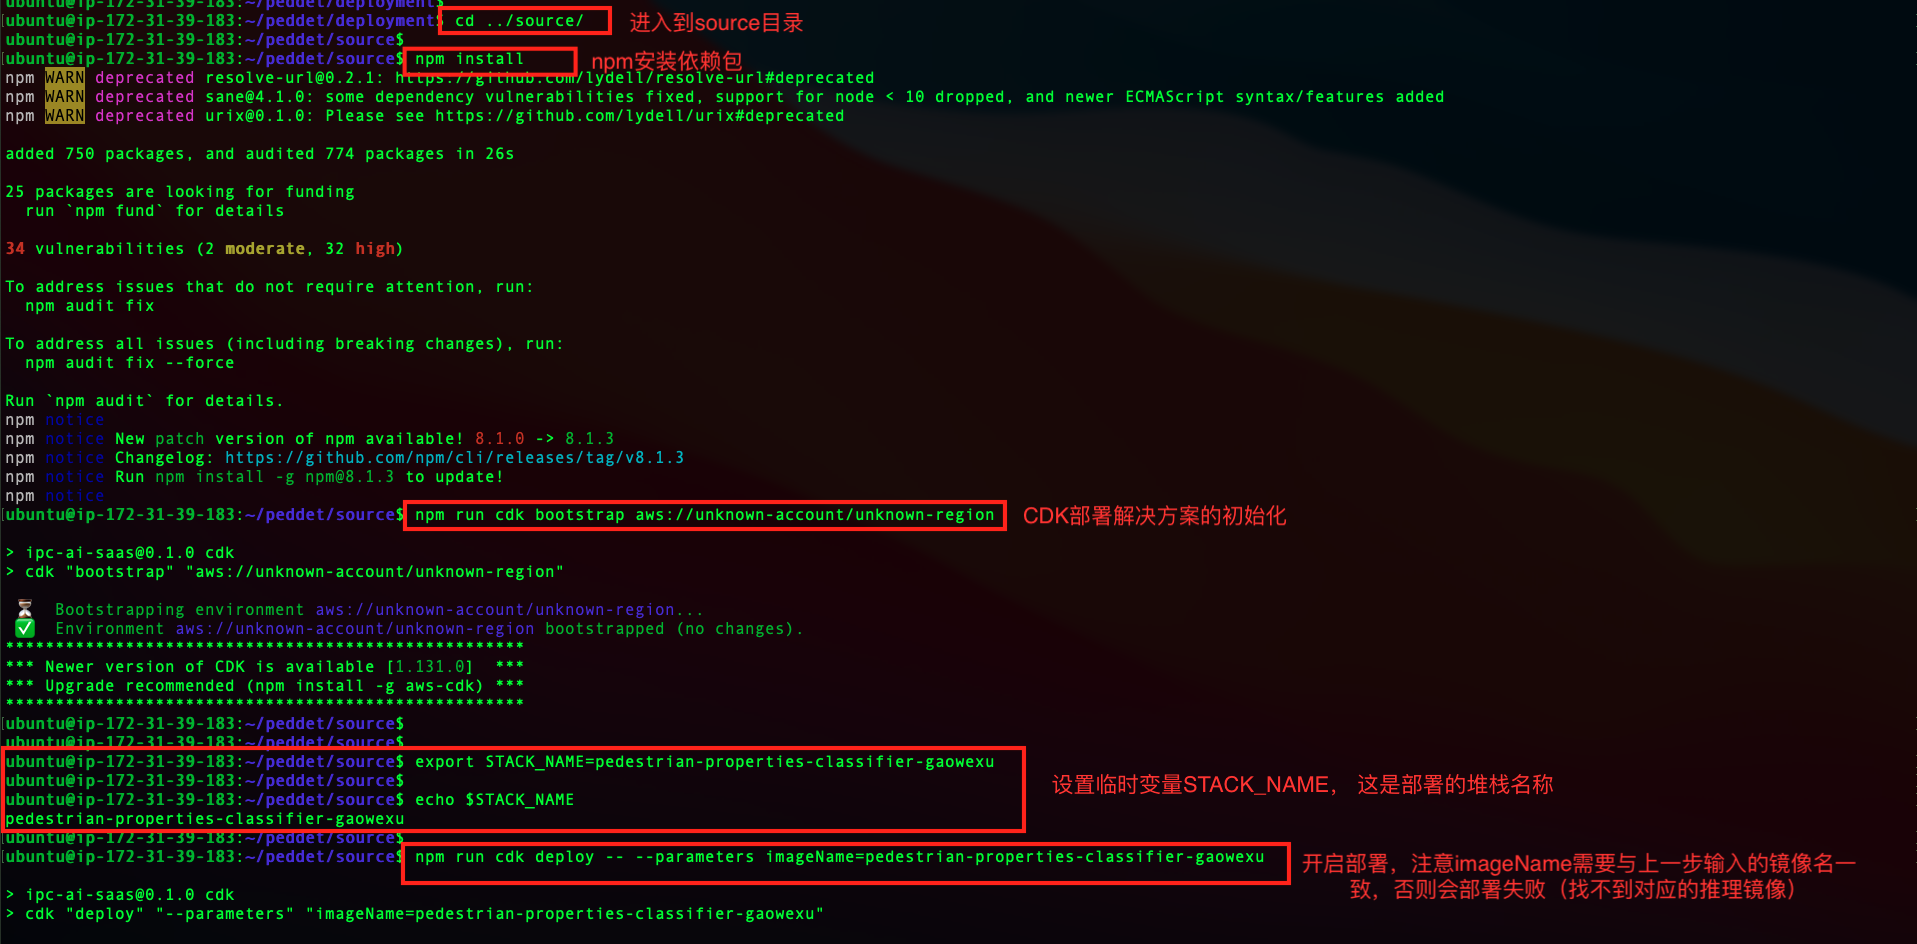 ubuntu@ip-172-31-39-183:~/peddet/deployment$
ubuntu@ip-172-31-39-183:~/peddet/deployment$ cd ../source/ 进入到source目录
ubuntu@ip-172-31-39-183:~/peddet/source$
ubuntu@ip-172-31-39-183:~/peddet/source$ npm install npm安装依赖包
npm WARN deprecated resolve-url@0.2.1: https://github.com/lydell/resolve-url#deprecated
npm WARN deprecated sane@4.1.0: some dependency vulnerabilities fixed, support for node < 10 dropped, and newer ECMAScript syntax/features added
npm WARN deprecated urix@0.1.0: Please see https://github.com/lydell/urix#deprecated
added 750 packages, and audited 774 packages in 26s
25 packages are looking for funding
run `npm fund` for details
34 vulnerabilities (2 moderate, 32 high)
To address issues that do not require attention, run:
npm audit fix
To address all issues (including breaking changes), run:
npm audit fix --force
Run `npm audit` for details.
npm notice
npm notice New patch version of npm available! 8.1.0 -> 8.1.3
npm notice Changelog: https://github.com/npm/cli/releases/tag/v8.1.3
npm notice Run npm install -g npm@8.1.3 to update!
npm notice
ubuntu@ip-172-31-39-183:~/peddet/source$ npm run cdk bootstrap aws://unknown-account/unknown-region CDK部署解决方案的初始化
> ipc-ai-saas@0.1.0 cdk
> cdk "bootstrap" "aws://unknown-account/unknown-region"
⏳ Bootstrapping environment aws://unknown-account/unknown-region...
✅ Environment aws://unknown-account/unknown-region bootstrapped (no changes).
****************************************************
*** Newer version of CDK is available [1.131.0] ***
*** Upgrade recommended (npm install -g aws-cdk) ***
****************************************************
ubuntu@ip-172-31-39-183:~/peddet/source$
ubuntu@ip-172-31-39-183:~/peddet/source$
ubuntu@ip-172-31-39-183:~/peddet/source$ export STACK_NAME=pedestrian-properties-classifier-gaowexu
ubuntu@ip-172-31-39-183:~/peddet/source$
设置临时变量STACK_NAME， 这是部署的堆栈名称
ubuntu@ip-172-31-39-183:~/peddet/source$ echo $STACK_NAME
pedestrian-properties-classifier-gaowexu
ubuntu@ip-172-31-39-183:~/peddet/source$
ubuntu@ip-172-31-39-183:~/peddet/source$ npm run cdk deploy -- --parameters imageName=pedestrian-properties-classifier-gaowexu
开启部署，注意imageName需要与上一步输入的镜像名一
致，否则会部署失败（找不到对应的推理镜像）
> ipc-ai-saas@0.1.0 cdk
> cdk "deploy" "--parameters" "imageName=pedestrian-properties-classifier-gaowexu"